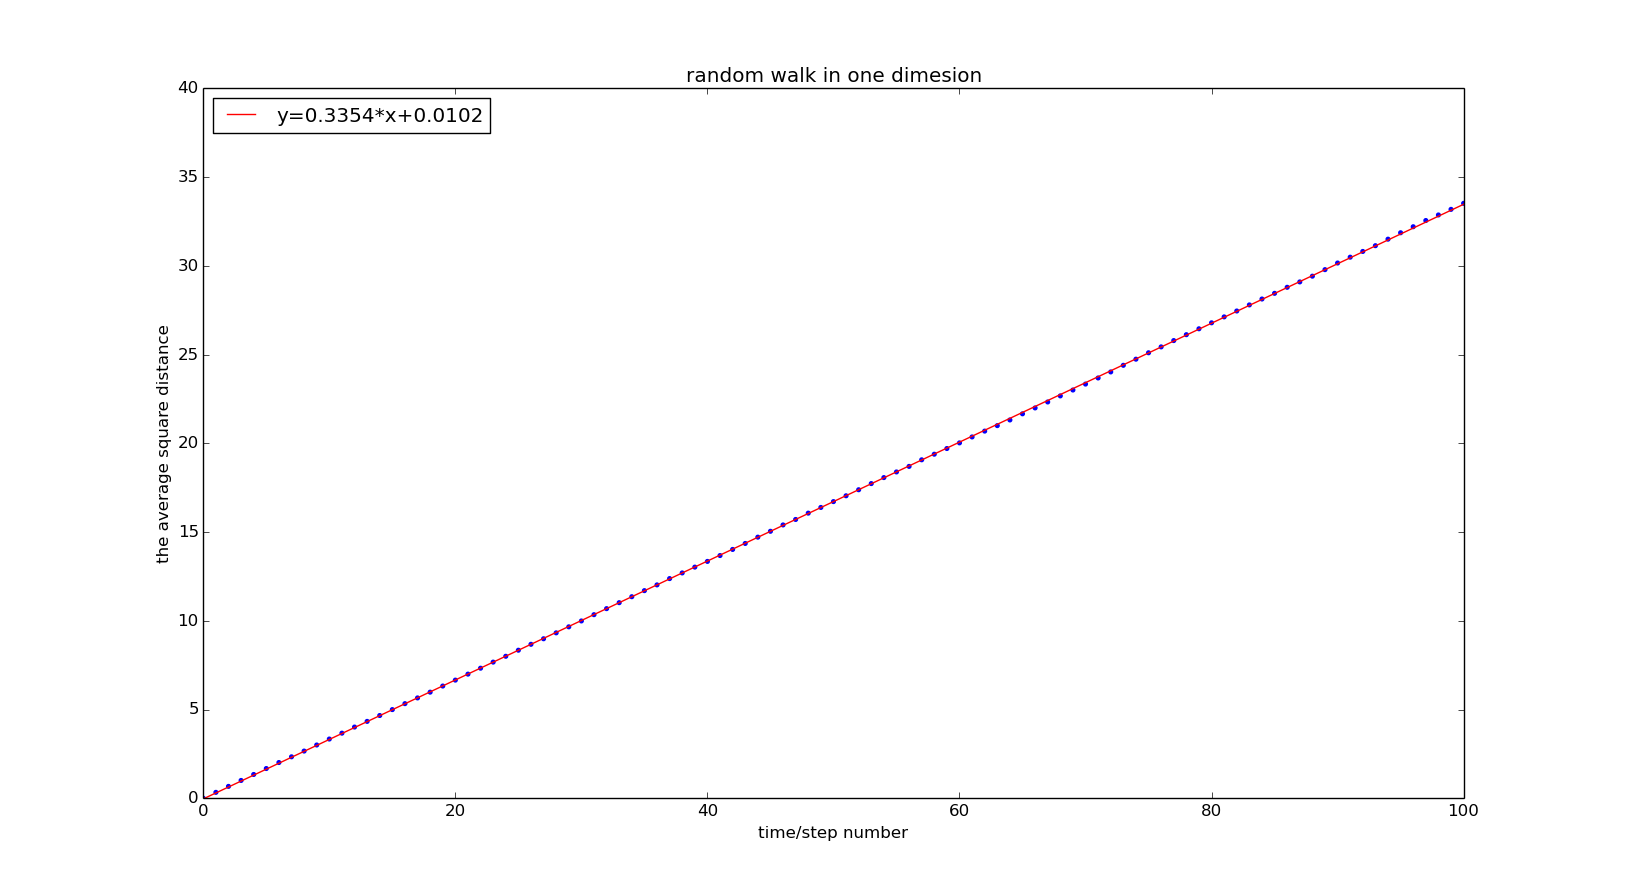 random walk in one dimesion
y=0.3354*x+0.0102
40
35
30
25
20
15
10
5
0
the average square distance
0 20 40 60 80 100
time/step number